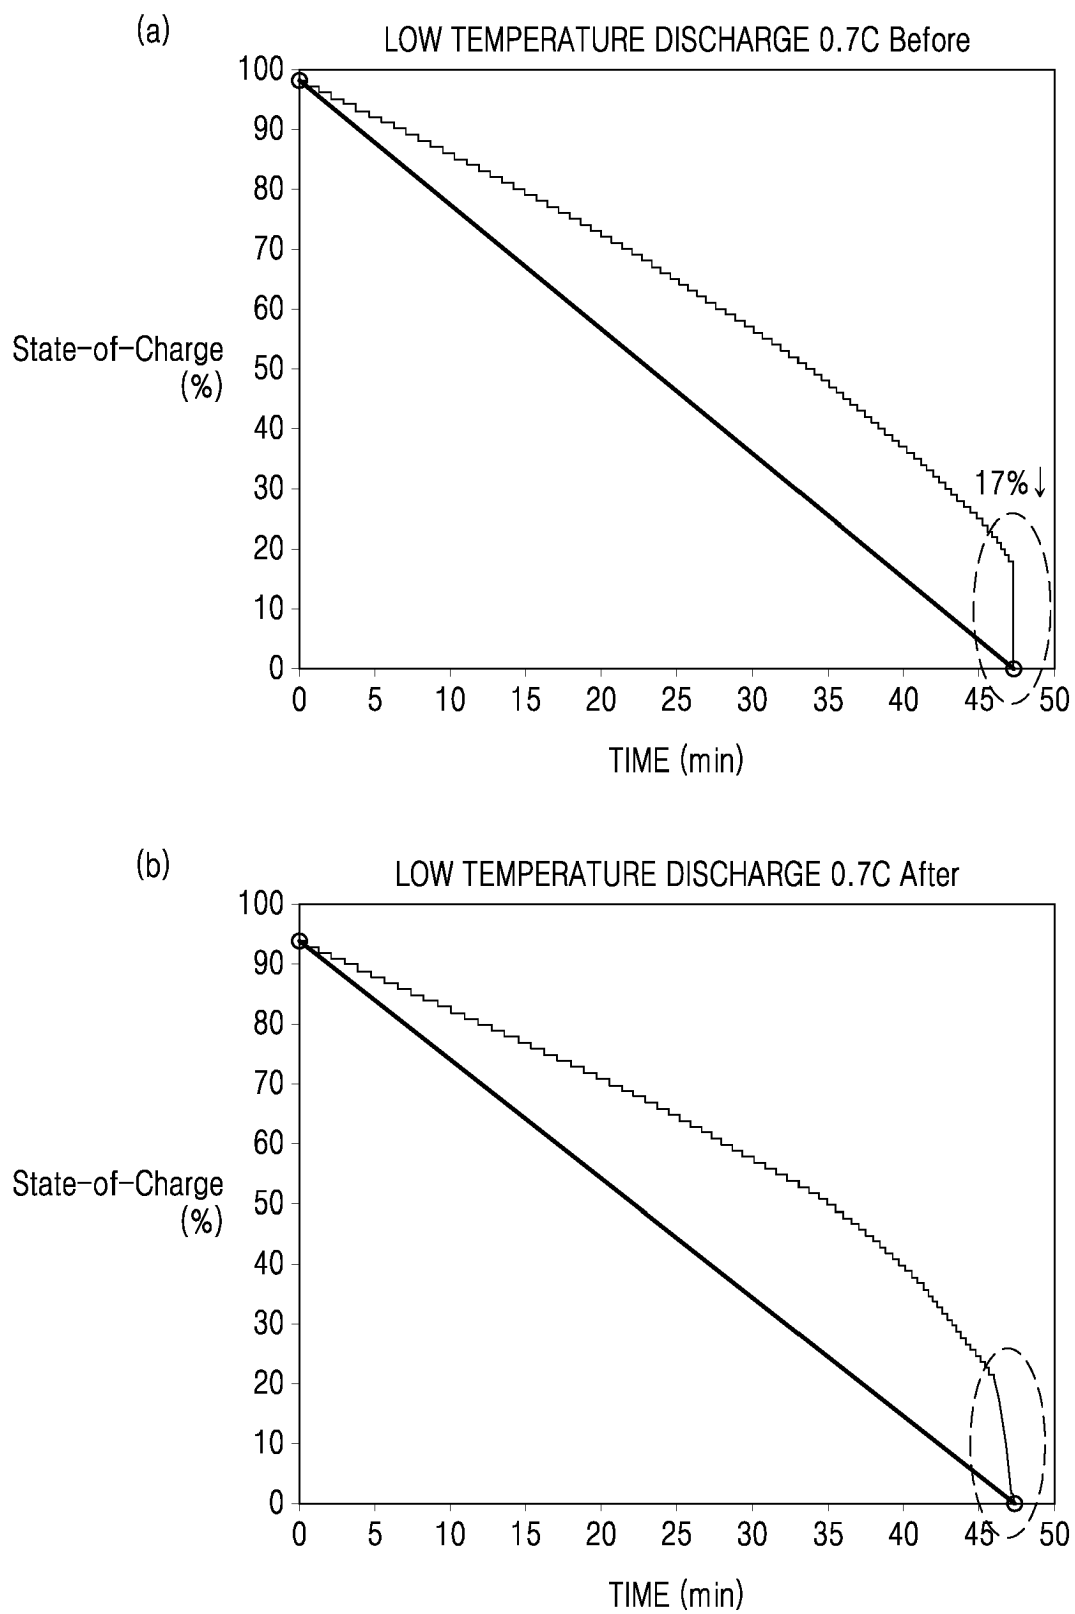 (a)
LOW TEMPERATURE DISCHARGE 0.7C Before
100
90
80
70
60
State-of-Charge
(%)
50
40
30
20
10
0
17%↓
0 5 10 15 20 25 30 35 40 45 50
TIME (min)
(b)
LOW TEMPERATURE DISCHARGE 0.7C After
100
90
80
70
60
State-of-Charge
(%)
50
40
30
20
10
0
0 5 10 15 20 25 30 35 40 45 50
TIME (min)